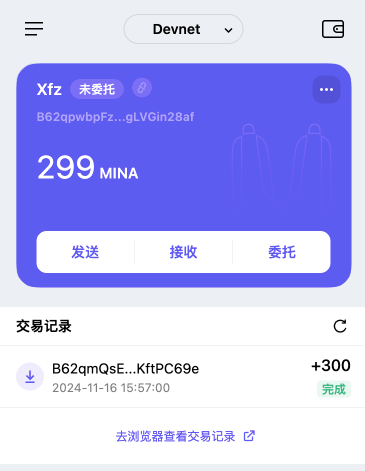 Devnet
Xfz 未委托
B62qpwbpFz...gLVGin28af
299 MINA
发送 接收 委托
交易记录
B62qmQsE...KftPC69e +300
2024-11-16 15:57:00 完成
去浏览器查看交易记录